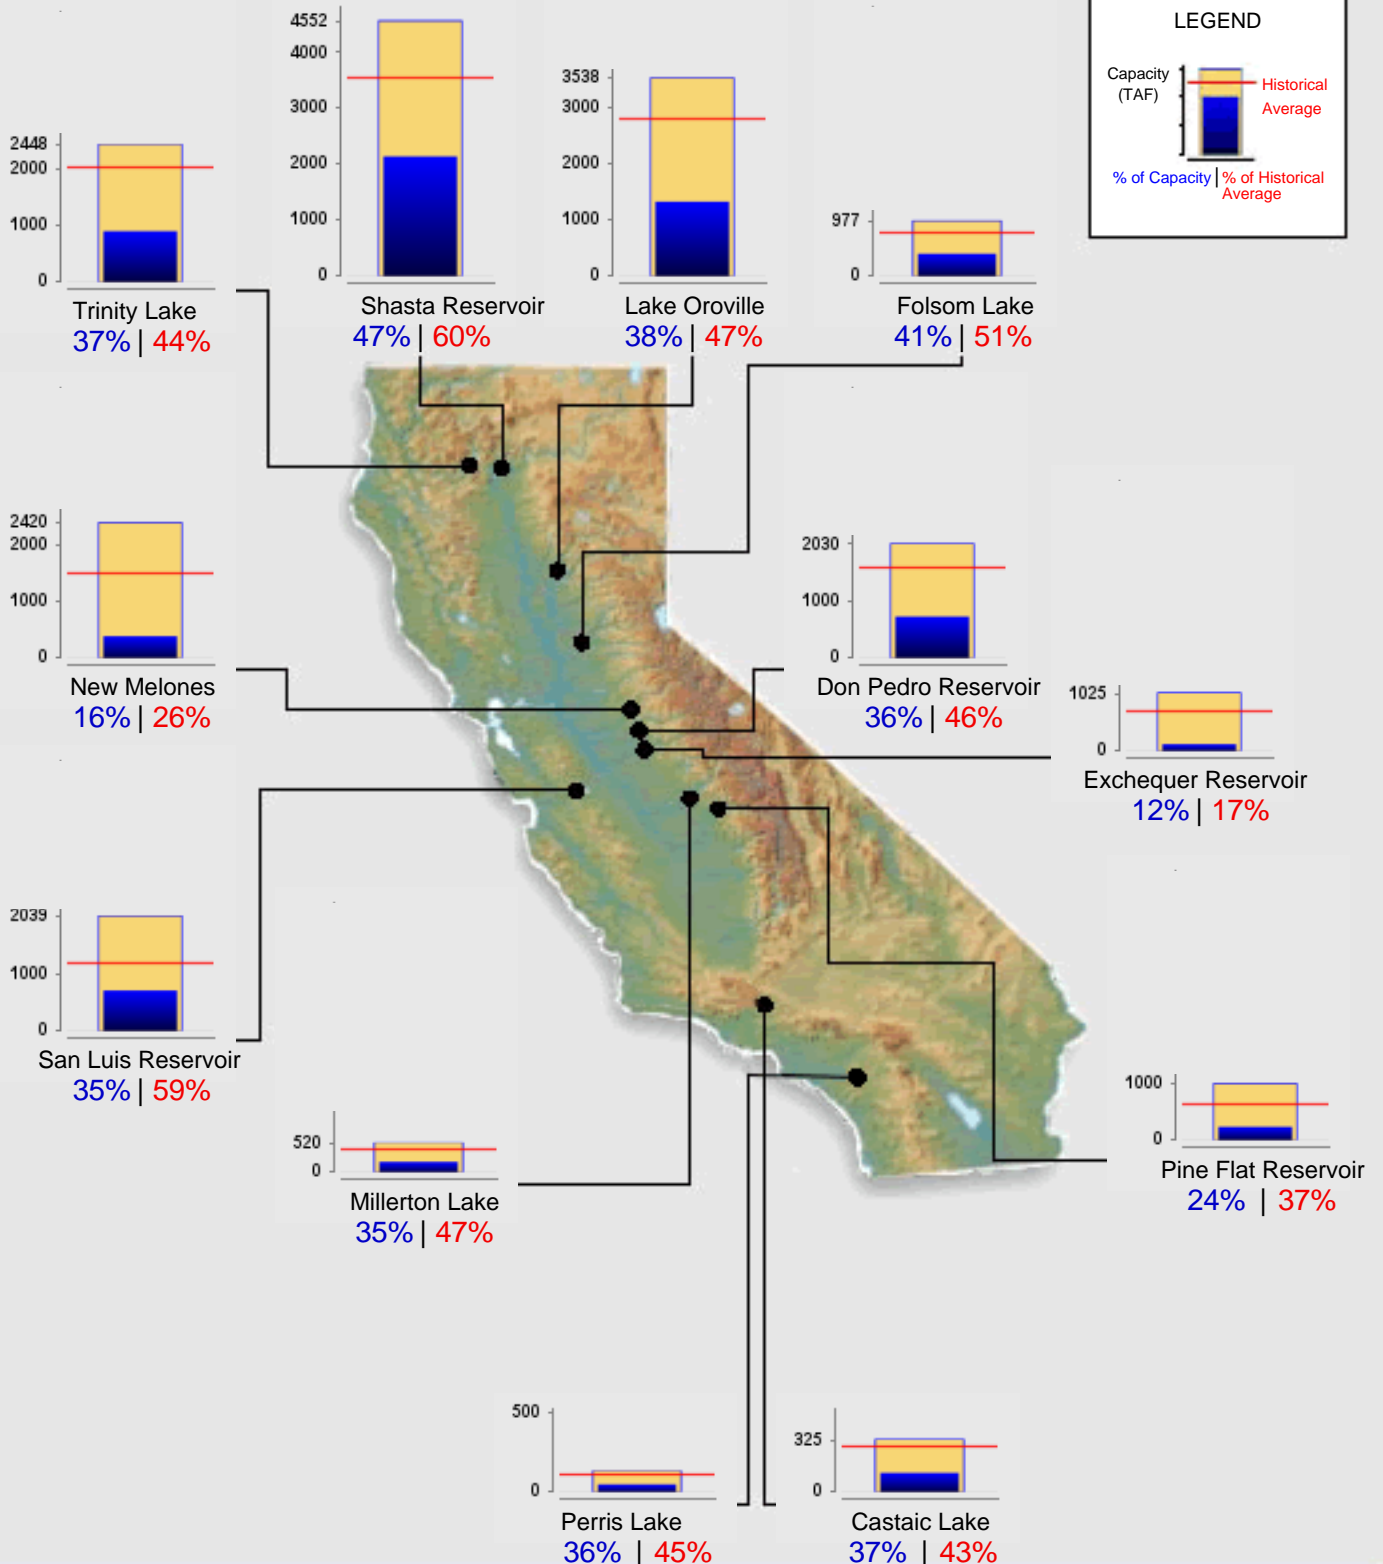 LEGEND
Capacity
(TAF)
Historical
Average
% of Capacity | % of Historical
Average
4552
4000
3000
2000
1000
0
Shasta Reservoir
47% | 60%
3538
3000
2000
1000
0
Lake Oroville
38% | 47%
2448
2000
1000
0
Trinity Lake
37% | 44%
977
0
Folsom Lake
41% | 51%
2420
2000
1000
0
New Melones
16% | 26%
2030
1000
0
Don Pedro Reservoir
36% | 46%
1025
0
Exchequer Reservoir
12% | 17%
2039
1000
0
San Luis Reservoir
35% | 59%
520
0
Millerton Lake
35% | 47%
1000
0
Pine Flat Reservoir
24% | 37%
500
0
Perris Lake
36% | 45%
325
0
Castaic Lake
37% | 43%